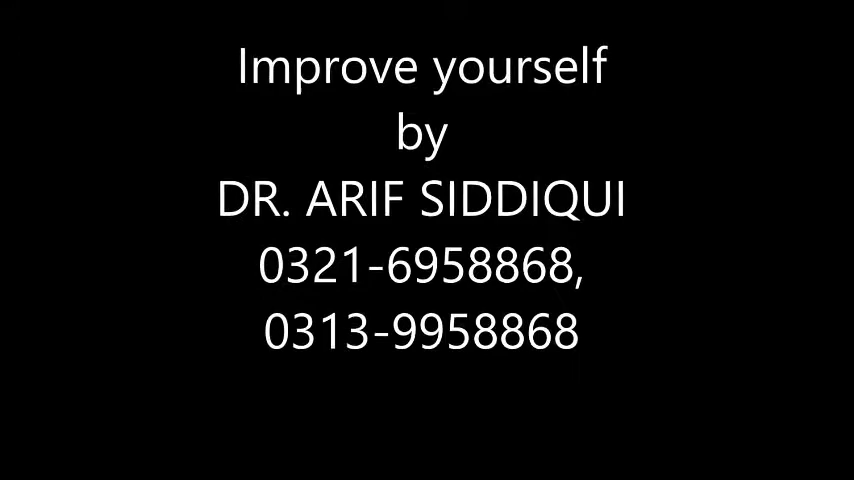 Improve yourself
by
DR. ARIF SIDDIQUI
0321-6958868,
0313-9958868